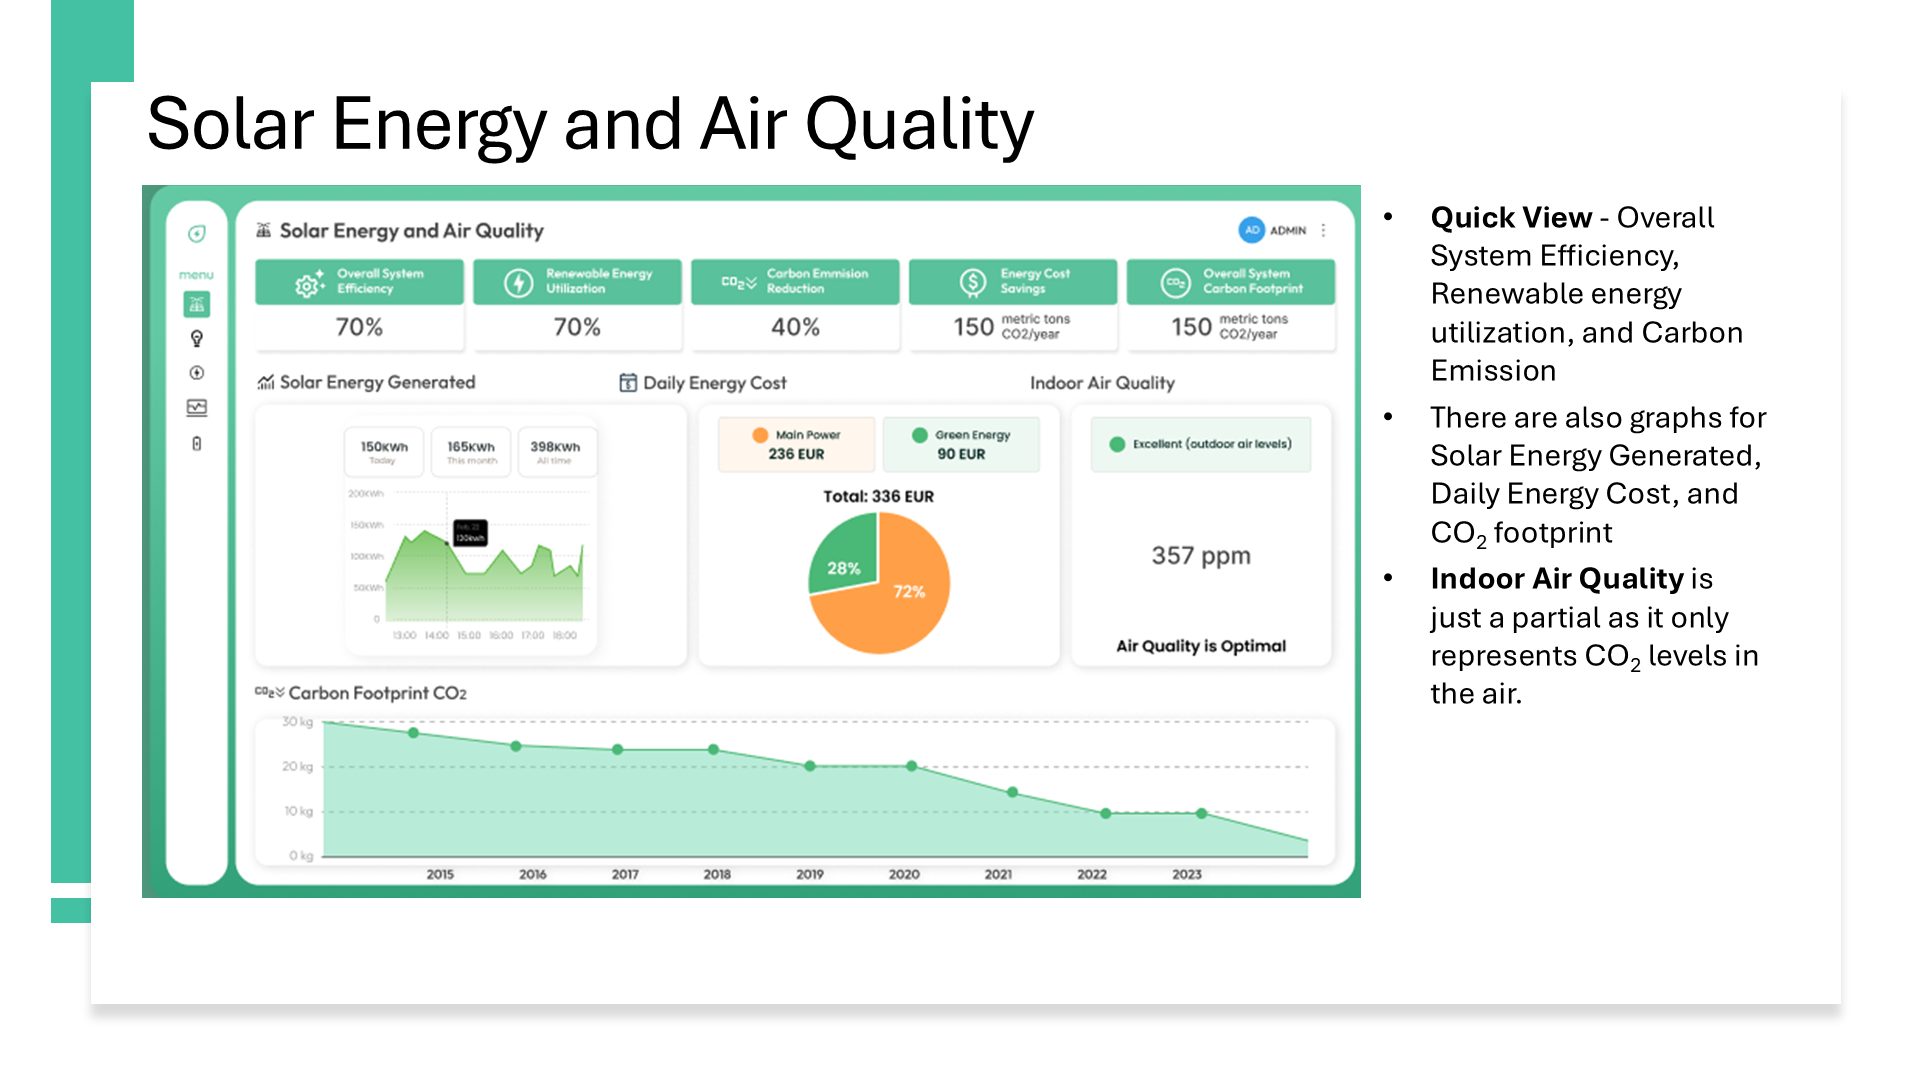 Solar Energy and Air Quality
Solar Energy and Air Quality
AD ADMIN
menu
Overall System
Efficiency
70%
Renewable Energy
Utilization
70%
CO2 Carbon Emmision
Reduction
40%
Energy Cost
Savings
150 metric tons
CO2/year
CO2 Overall System
Carbon Footprint
150 metric tons
CO2/year
Solar Energy Generated
150KWh
Today
165KWh
This month
398KWh
All time
200KWh
150KWh
100KWh
50KWh
0
Feb, 22
130kwh
13:00 14:00 15:00 16:00 17:00 18:00
Daily Energy Cost
Main Power
236 EUR
Green Energy
90 EUR
Total: 336 EUR
28%
72%
Indoor Air Quality
Excellent (outdoor air levels)
357 ppm
Air Quality is Optimal
CO2 Carbon Footprint CO2
30 kg
20 kg
10 kg
0 kg
2015 2016 2017 2018 2019 2020 2021 2022 2023
• Quick View - Overall
System Efficiency,
Renewable energy
utilization, and Carbon
Emission
• There are also graphs for
Solar Energy Generated,
Daily Energy Cost, and
CO₂ footprint
• Indoor Air Quality is
just a partial as it only
represents CO₂ levels in
the air.